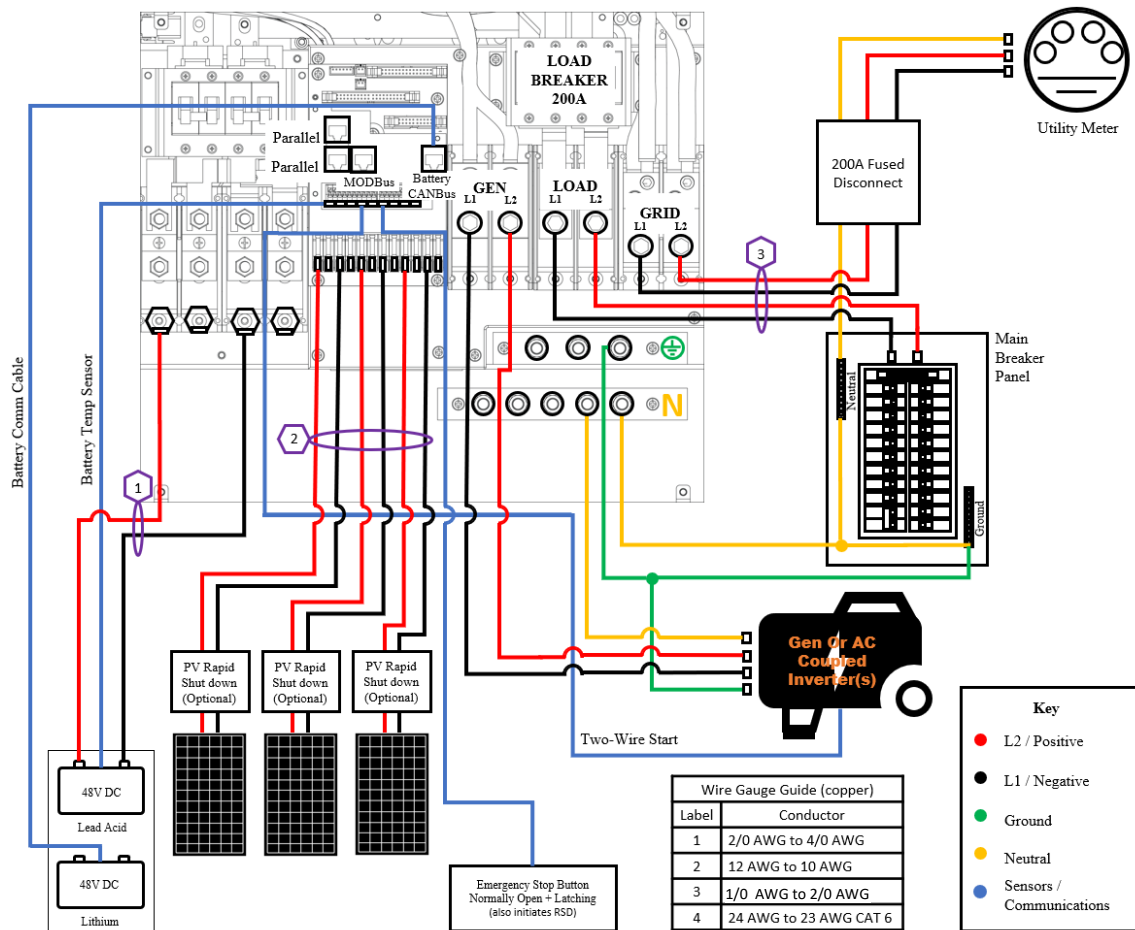 LOAD
BREAKER
200A
Parallel
Parallel
MODBus
Battery
CANBus
GEN
L1
L2
LOAD
L1
L2
GRID
L1
L2
Utility Meter
200A Fused
Disconnect
3
Main
Breaker
Panel
Neutral
Ground
N
Battery Comm Cable
Battery Temp Sensor
1
2
PV Rapid
Shut down
(Optional)
PV Rapid
Shut down
(Optional)
PV Rapid
Shut down
(Optional)
Gen Or AC
Coupled
Inverter(s)
Two-Wire Start
48V DC
Lead Acid
48V DC
Lithium
Emergency Stop Button
Normally Open + Latching
(also initiates RSD)
Wire Gauge Guide (copper)
Label Conductor
1 2/0 AWG to 4/0 AWG
2 12 AWG to 10 AWG
3 1/0 AWG to 2/0 AWG
4 24 AWG to 23 AWG CAT 6
Key
L2 / Positive
L1 / Negative
Ground
Neutral
Sensors /
Communications